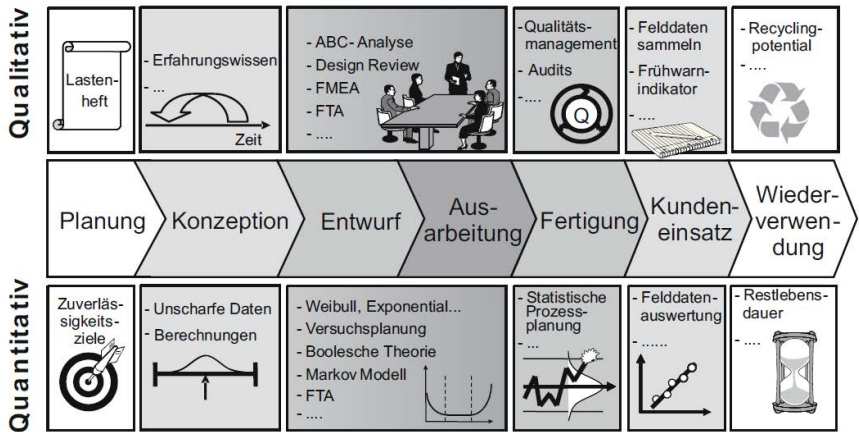 Qualitativ
Lasten-
heft
- Erfahrungswissen
- ...
Zeit
- ABC- Analyse
- Design Review
- FMEA
- FTA
- ....
-Qualitäts-
management
- Audits
-....
Q
- Felddaten
sammeln
- Frühwarn-
indikator
- ....
- Recycling-
potential
- ....
Planung
Konzeption
Entwurf
Aus-
arbeitung
Fertigung
Kunden-
einsatz
Wieder-
verwen-
dung
Quantitativ
Zuverläs-
sigkeits-
ziele
- Unscharfe Daten
- Berechnungen
- Weibull, Exponential...
- Versuchsplanung
- Boolesche Theorie
- Markov Modell
- FTA
- ....
- Statistische
Prozess-
planung
- ...
- Felddaten-
auswertung
- ......
- Restlebens-
dauer
- ....